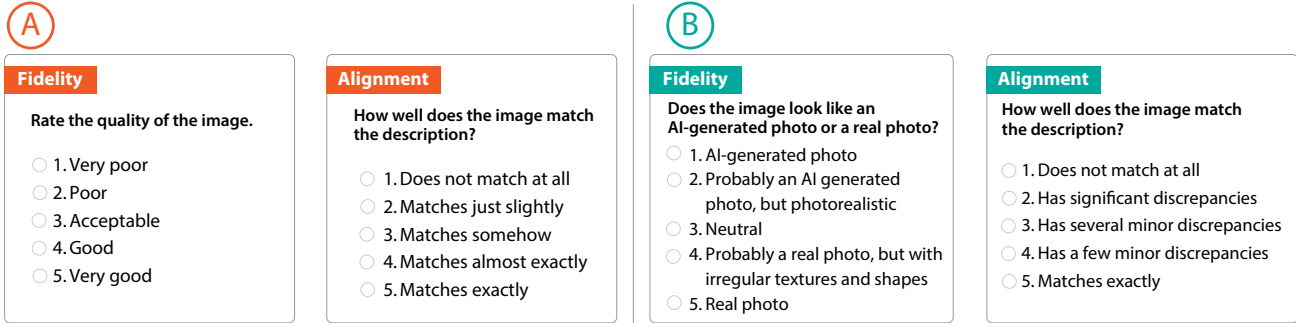 A
Fidelity
Rate the quality of the image.
1. Very poor
2. Poor
3. Acceptable
4. Good
5. Very good
Alignment
How well does the image match
the description?
1. Does not match at all
2. Matches just slightly
3. Matches somehow
4. Matches almost exactly
5. Matches exactly
B
Fidelity
Does the image look like an
AI-generated photo or a real photo?
1. AI-generated photo
2. Probably an AI generated
photo, but photorealistic
3. Neutral
4. Probably a real photo, but with
irregular textures and shapes
5. Real photo
Alignment
How well does the image match
the description?
1. Does not match at all
2. Has significant discrepancies
3. Has several minor discrepancies
4. Has a few minor discrepancies
5. Matches exactly